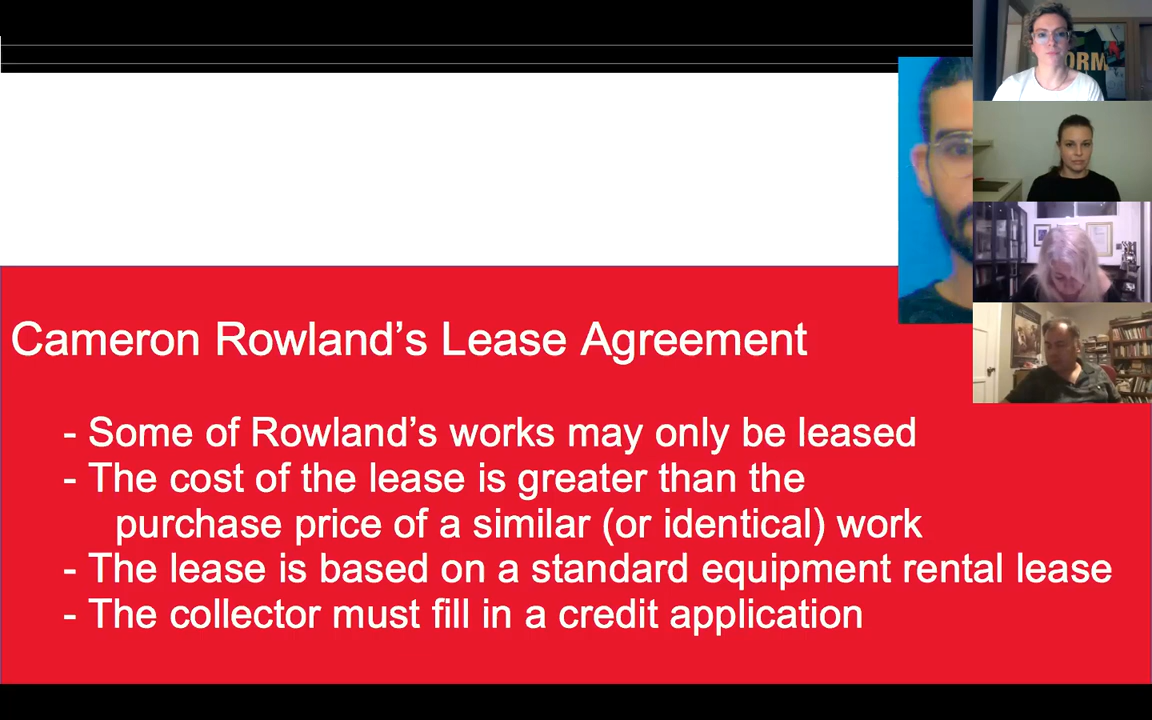 ORM
Cameron Rowland’s Lease Agreement
- Some of Rowland’s works may only be leased
- The cost of the lease is greater than the
purchase price of a similar (or identical) work
- The lease is based on a standard equipment rental lease
- The collector must fill in a credit application